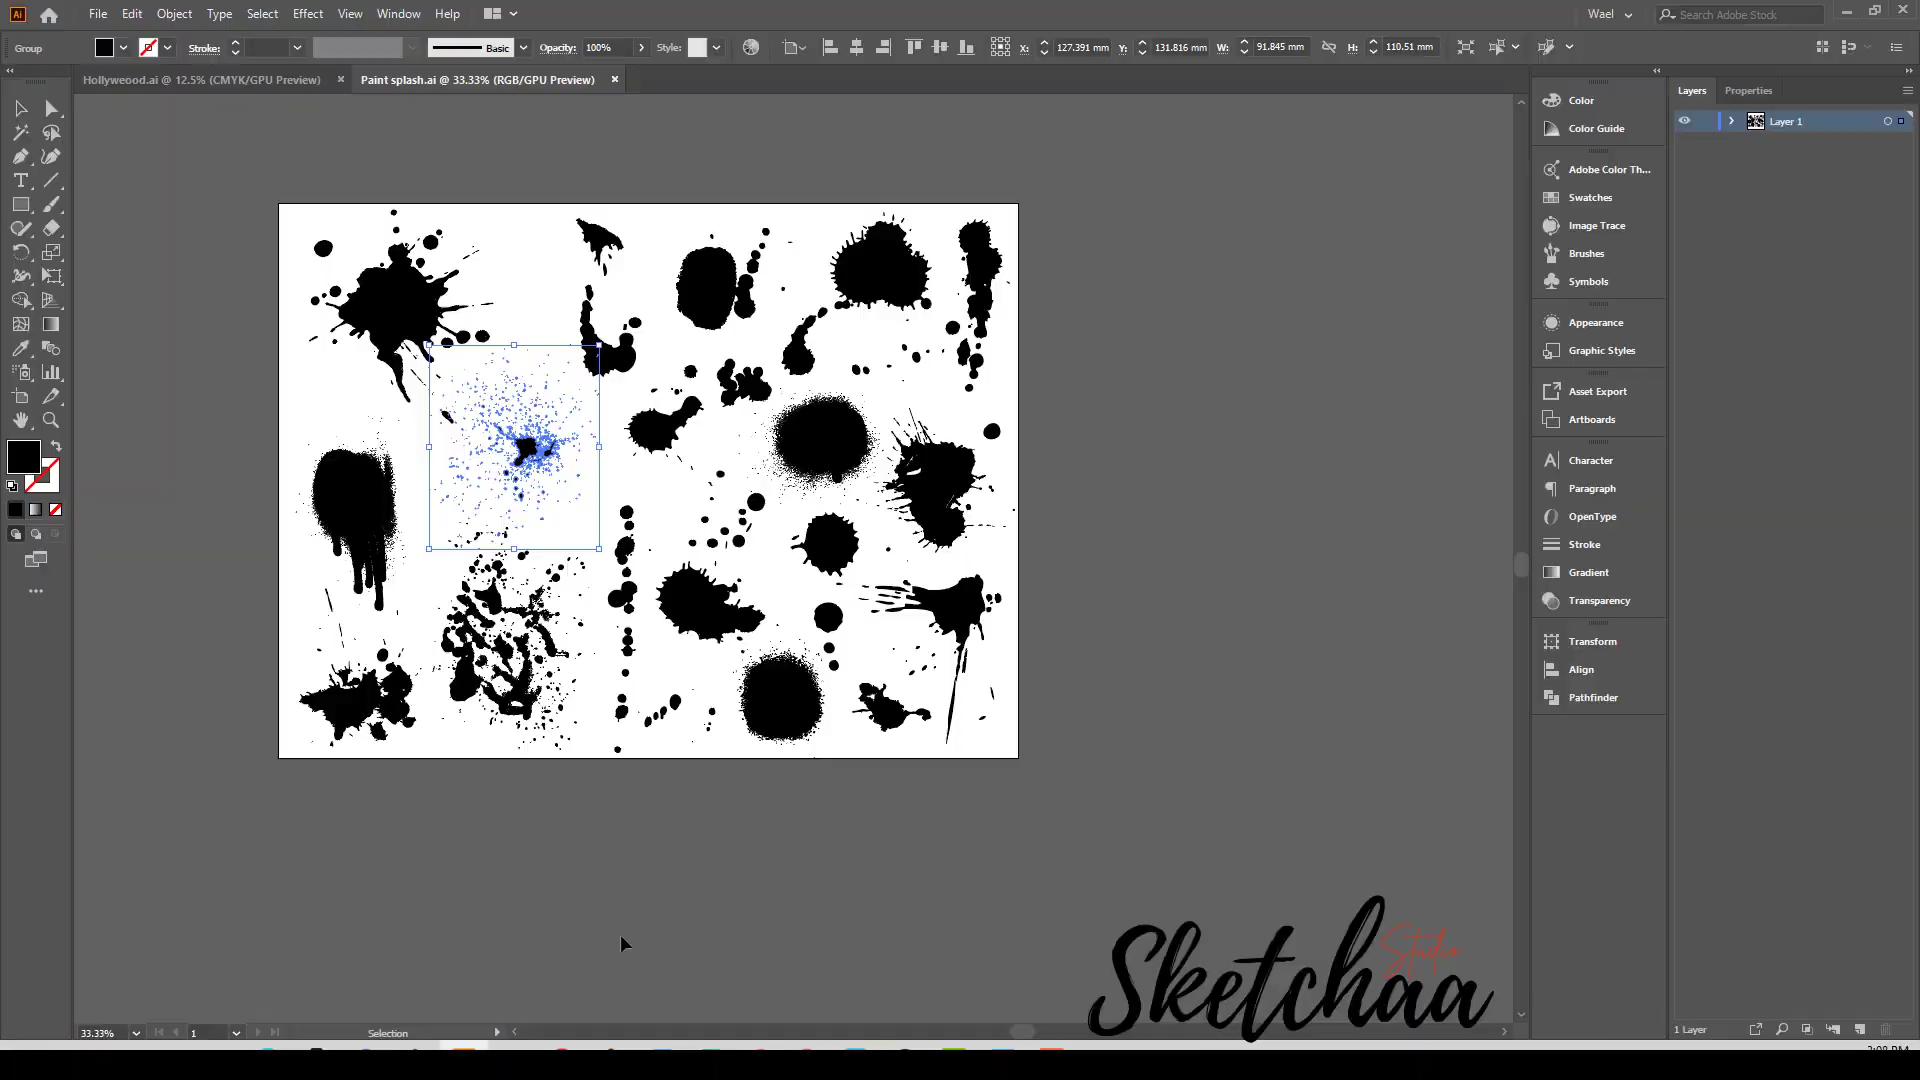 Ai File Edit Object Type Select Effect View Window Help Wael Search Adobe Stock
Group Stroke: Basic Opacity: 100% Style: X: 127.391 mm Y: 131.816 mm W: 91.845 mm H: 110.51 mm
Hollyweood.ai @ 12.5% (CMYK/GPU Preview) Paint splash.ai @ 33.33% (RGB/GPU Preview)
Layers Properties
Layer 1
Color
Color Guide
Adobe Color Th...
Swatches
Image Trace
Brushes
Symbols
Appearance
Graphic Styles
Asset Export
Artboards
Character
Paragraph
OpenType
Stroke
Gradient
Transparency
Transform
Align
Pathfinder
Sketchaa
Studio
33.33% 1 Selection
1 Layer